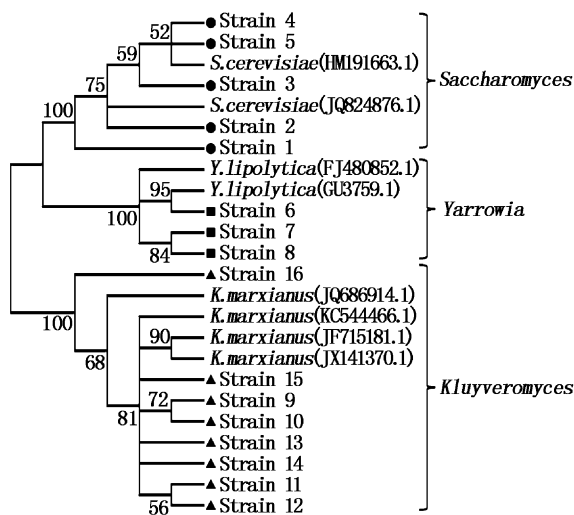 Strain 4
52
Strain 5
59
S.cerevisiae(HM191663.1)
75
Strain 3
Saccharomyces
S.cerevisiae(JQ824876.1)
100
Strain 2
Strain 1
Y.lipolytica(FJ480852.1)
95
Y.lipolytica(GU3759.1)
100
Strain 6
Yarrowia
Strain 7
84
Strain 8
Strain 16
100
K.marxianus(JQ686914.1)
K.marxianus(KC544466.1)
68
90
K.marxianus(JF715181.1)
K.marxianus(JX141370.1)
Strain 15
Kluyveromyces
81
72
Strain 9
Strain 10
Strain 13
Strain 14
Strain 11
56
Strain 12